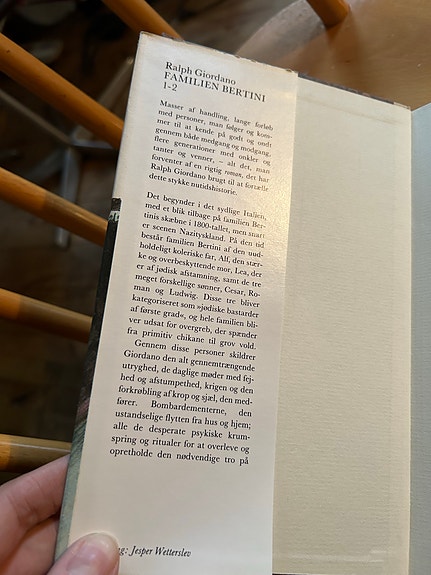 Ralph Giordano
FAMILIEN BERTINI
1-2
Masser af handling, lange forløb
med personer, man følger og kom-
mer til at kende på godt og ondt
gennem både medgang og modgang,
flere generationer med onkler og
tanter og venner, – alt det, man
forventer af en rigtig roman, det har
Ralph Giordano brugt til at fortælle
dette stykke nutidshistorie.
Det begynder i det sydlige Italien,
med et blik tilbage på familien Ber-
tinis skæbne i 1800-tallet, men snart
er scenen Nazityskland. På den tid
består familien Bertini af den uud-
holdeligt koleriske far, Alf, den stær-
ke og overbeskyttende mor, Lea, der
er af jødisk afstamning, samt de tre
meget forskellige sønner, Cesar, Ro-
man og Ludwig. Disse tre bliver
kategoriseret som »jødiske bastarder
af første grad«, og hele familien bli-
ver udsat for overgreb, der spænder
fra primitiv chikane til grov vold.
Gennem disse personer skildrer
Giordano den alt gennemtrængende
utryghed, de daglige møder med fej-
hed og afstumpethed, krigen og den
forkrøbling af krop og sjæl, den med-
fører. Bombardementerne, den
ustandselige flytten fra hus og hjem;
alle de desperate psykiske krum-
spring og ritualer for at overleve og
opretholde den nødvendige tro på
Jesper Wetterslev